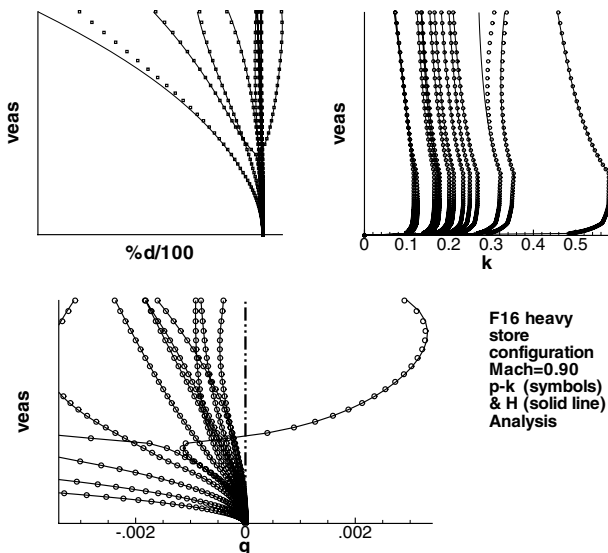 veas
%d/100
veas
0 0.1 0.2 0.3 0.4 0.5
k
veas
-.002 0 .002
g
F16 heavy
store
configuration
Mach=0.90
p-k (symbols)
& H (solid line)
Analysis